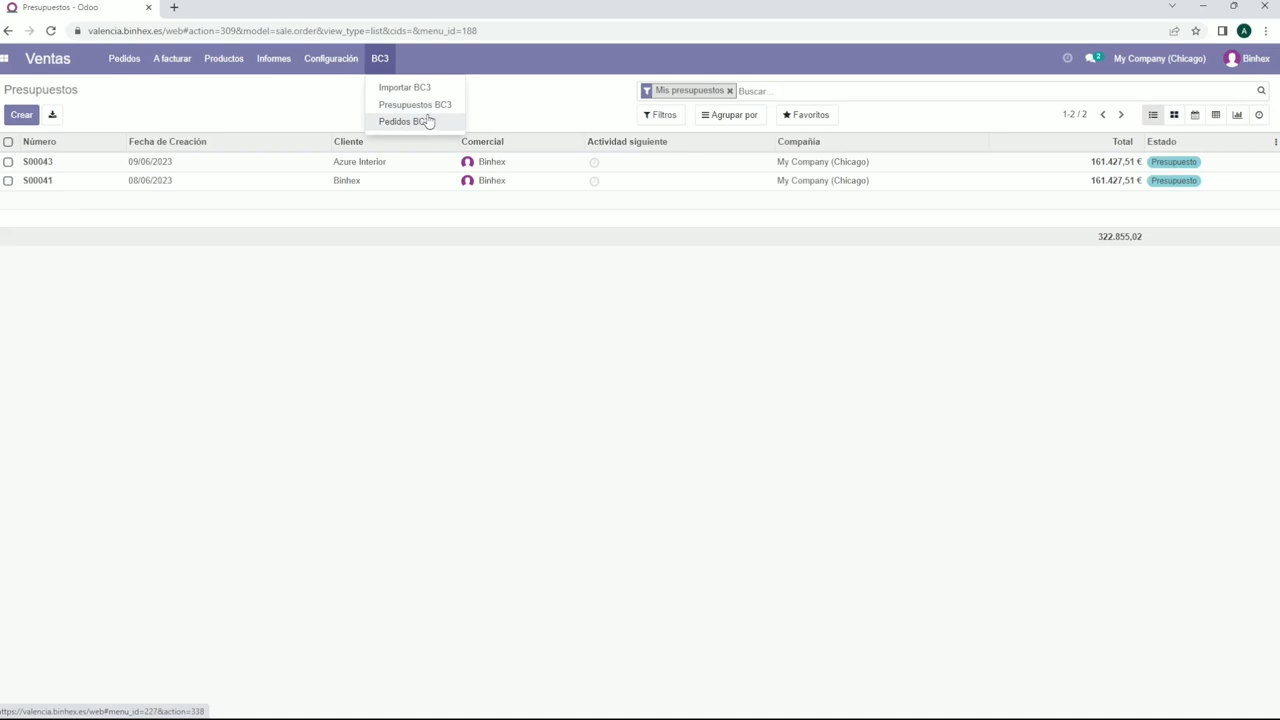 Presupuestos - Odoo
valencia.binhex.es/web#action=309&model=sale.order&view_type=list&cids=&menu_id=188
A
Ventas
Pedidos A facturar Productos Informes Configuración BC3
2 My Company (Chicago) Binhex
Importar BC3
Presupuestos BC3
Pedidos
Presupuestos
Mis presupuestos
Buscar...
Crear
Filtros Agrupar por Favoritos
1-2 / 2
Número Fecha de Creación Cliente Comercial Actividad siguiente Compañía Total Estado
S00043 09/06/2023 Azure Interior Binhex My Company (Chicago) 161.427,51 € Presupuesto
S00041 08/06/2023 Binhex Binhex My Company (Chicago) 161.427,51 € Presupuesto
322.855,02
ttps://valencia.binhex.es/web#menu_id=227&action=338